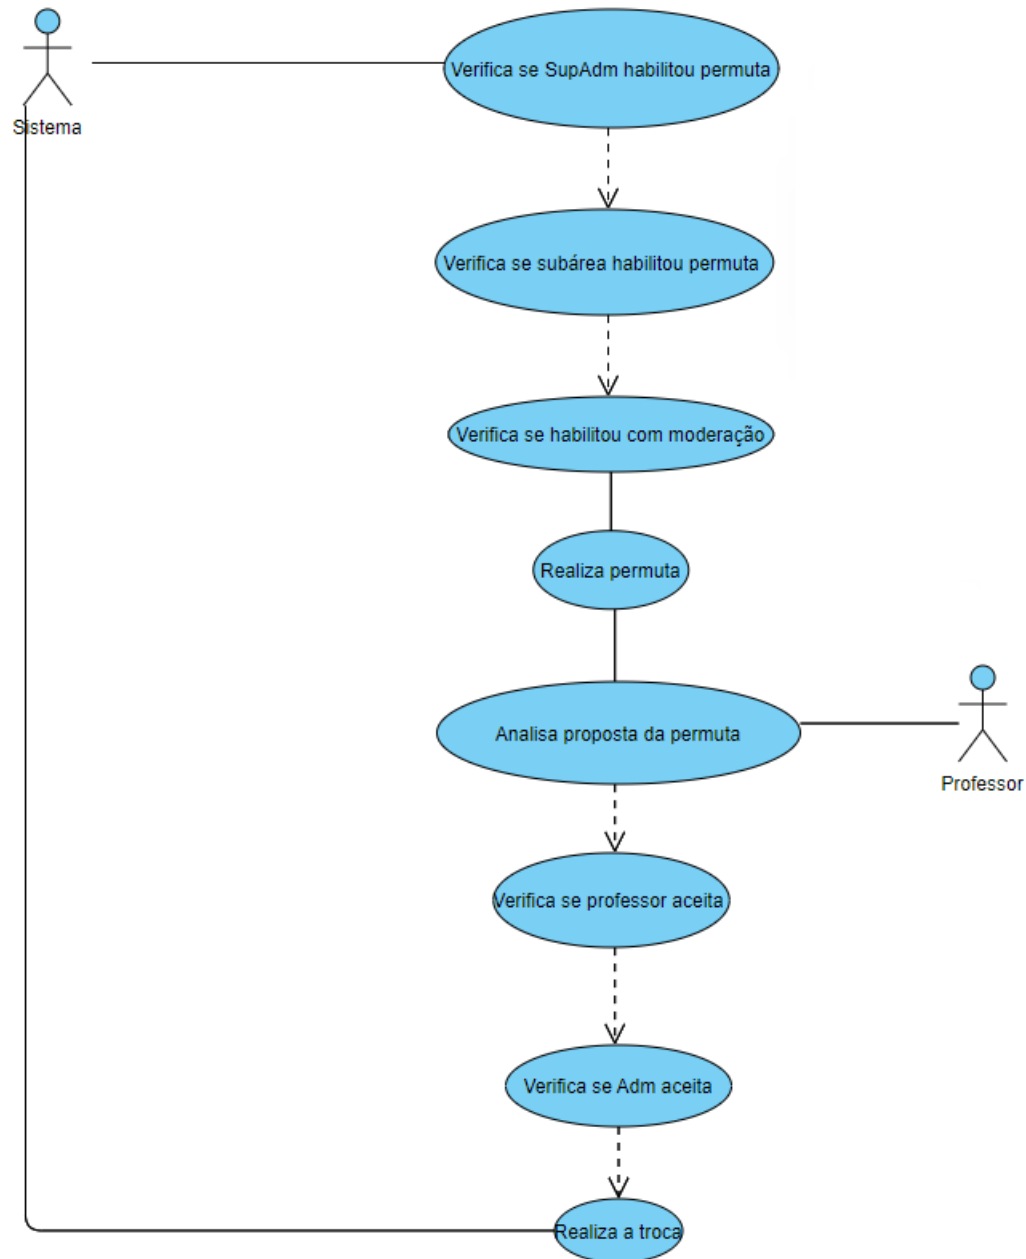 Verifica se SupAdm habilitou permuta
Sistema
Verifica se subárea habilitou permuta
Verifica se habilitou com moderação
Realiza permuta
Analisa proposta da permuta
Professor
Verifica se professor aceita
Verifica se Adm aceita
Realiza a troca